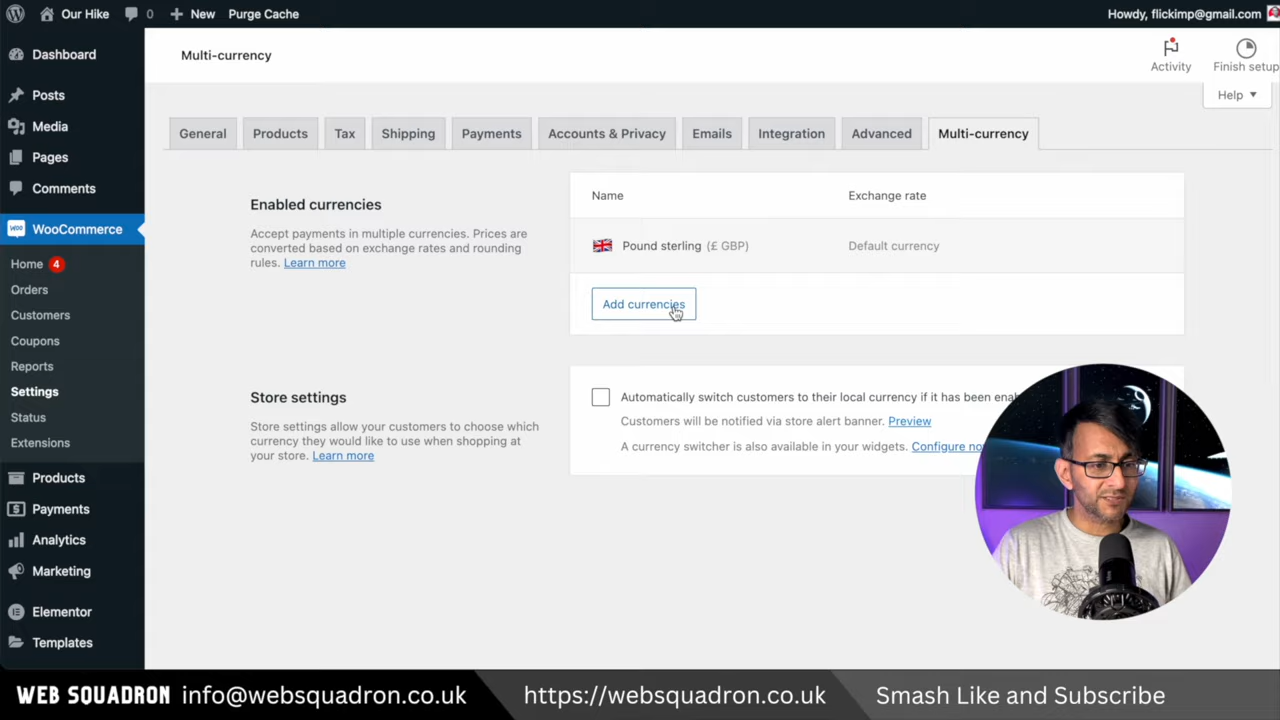 Our Hike
0
New
Purge Cache
Howdy, flickimp@gmail.com
Dashboard
Posts
Media
Pages
Comments
WooCommerce
Home 4
Orders
Customers
Coupons
Reports
Settings
Status
Extensions
Products
Payments
Analytics
Marketing
Elementor
Templates
Multi-currency
Activity
Finish setup
Help
General
Products
Tax
Shipping
Payments
Accounts & Privacy
Emails
Integration
Advanced
Multi-currency
Enabled currencies
Accept payments in multiple currencies. Prices are
converted based on exchange rates and rounding
rules. Learn more
Name
Exchange rate
Pound sterling (£ GBP)
Default currency
Add currencies
Store settings
Store settings allow your customers to choose which
currency they would like to use when shopping at
your store. Learn more
Automatically switch customers to their local currency if it has been
Customers will be notified via store alert banner. Preview
A currency switcher is also available in your widgets. Configure
WEB SQUADRON
info@websquadron.co.uk
https://websquadron.co.uk
Smash Like and Subscribe